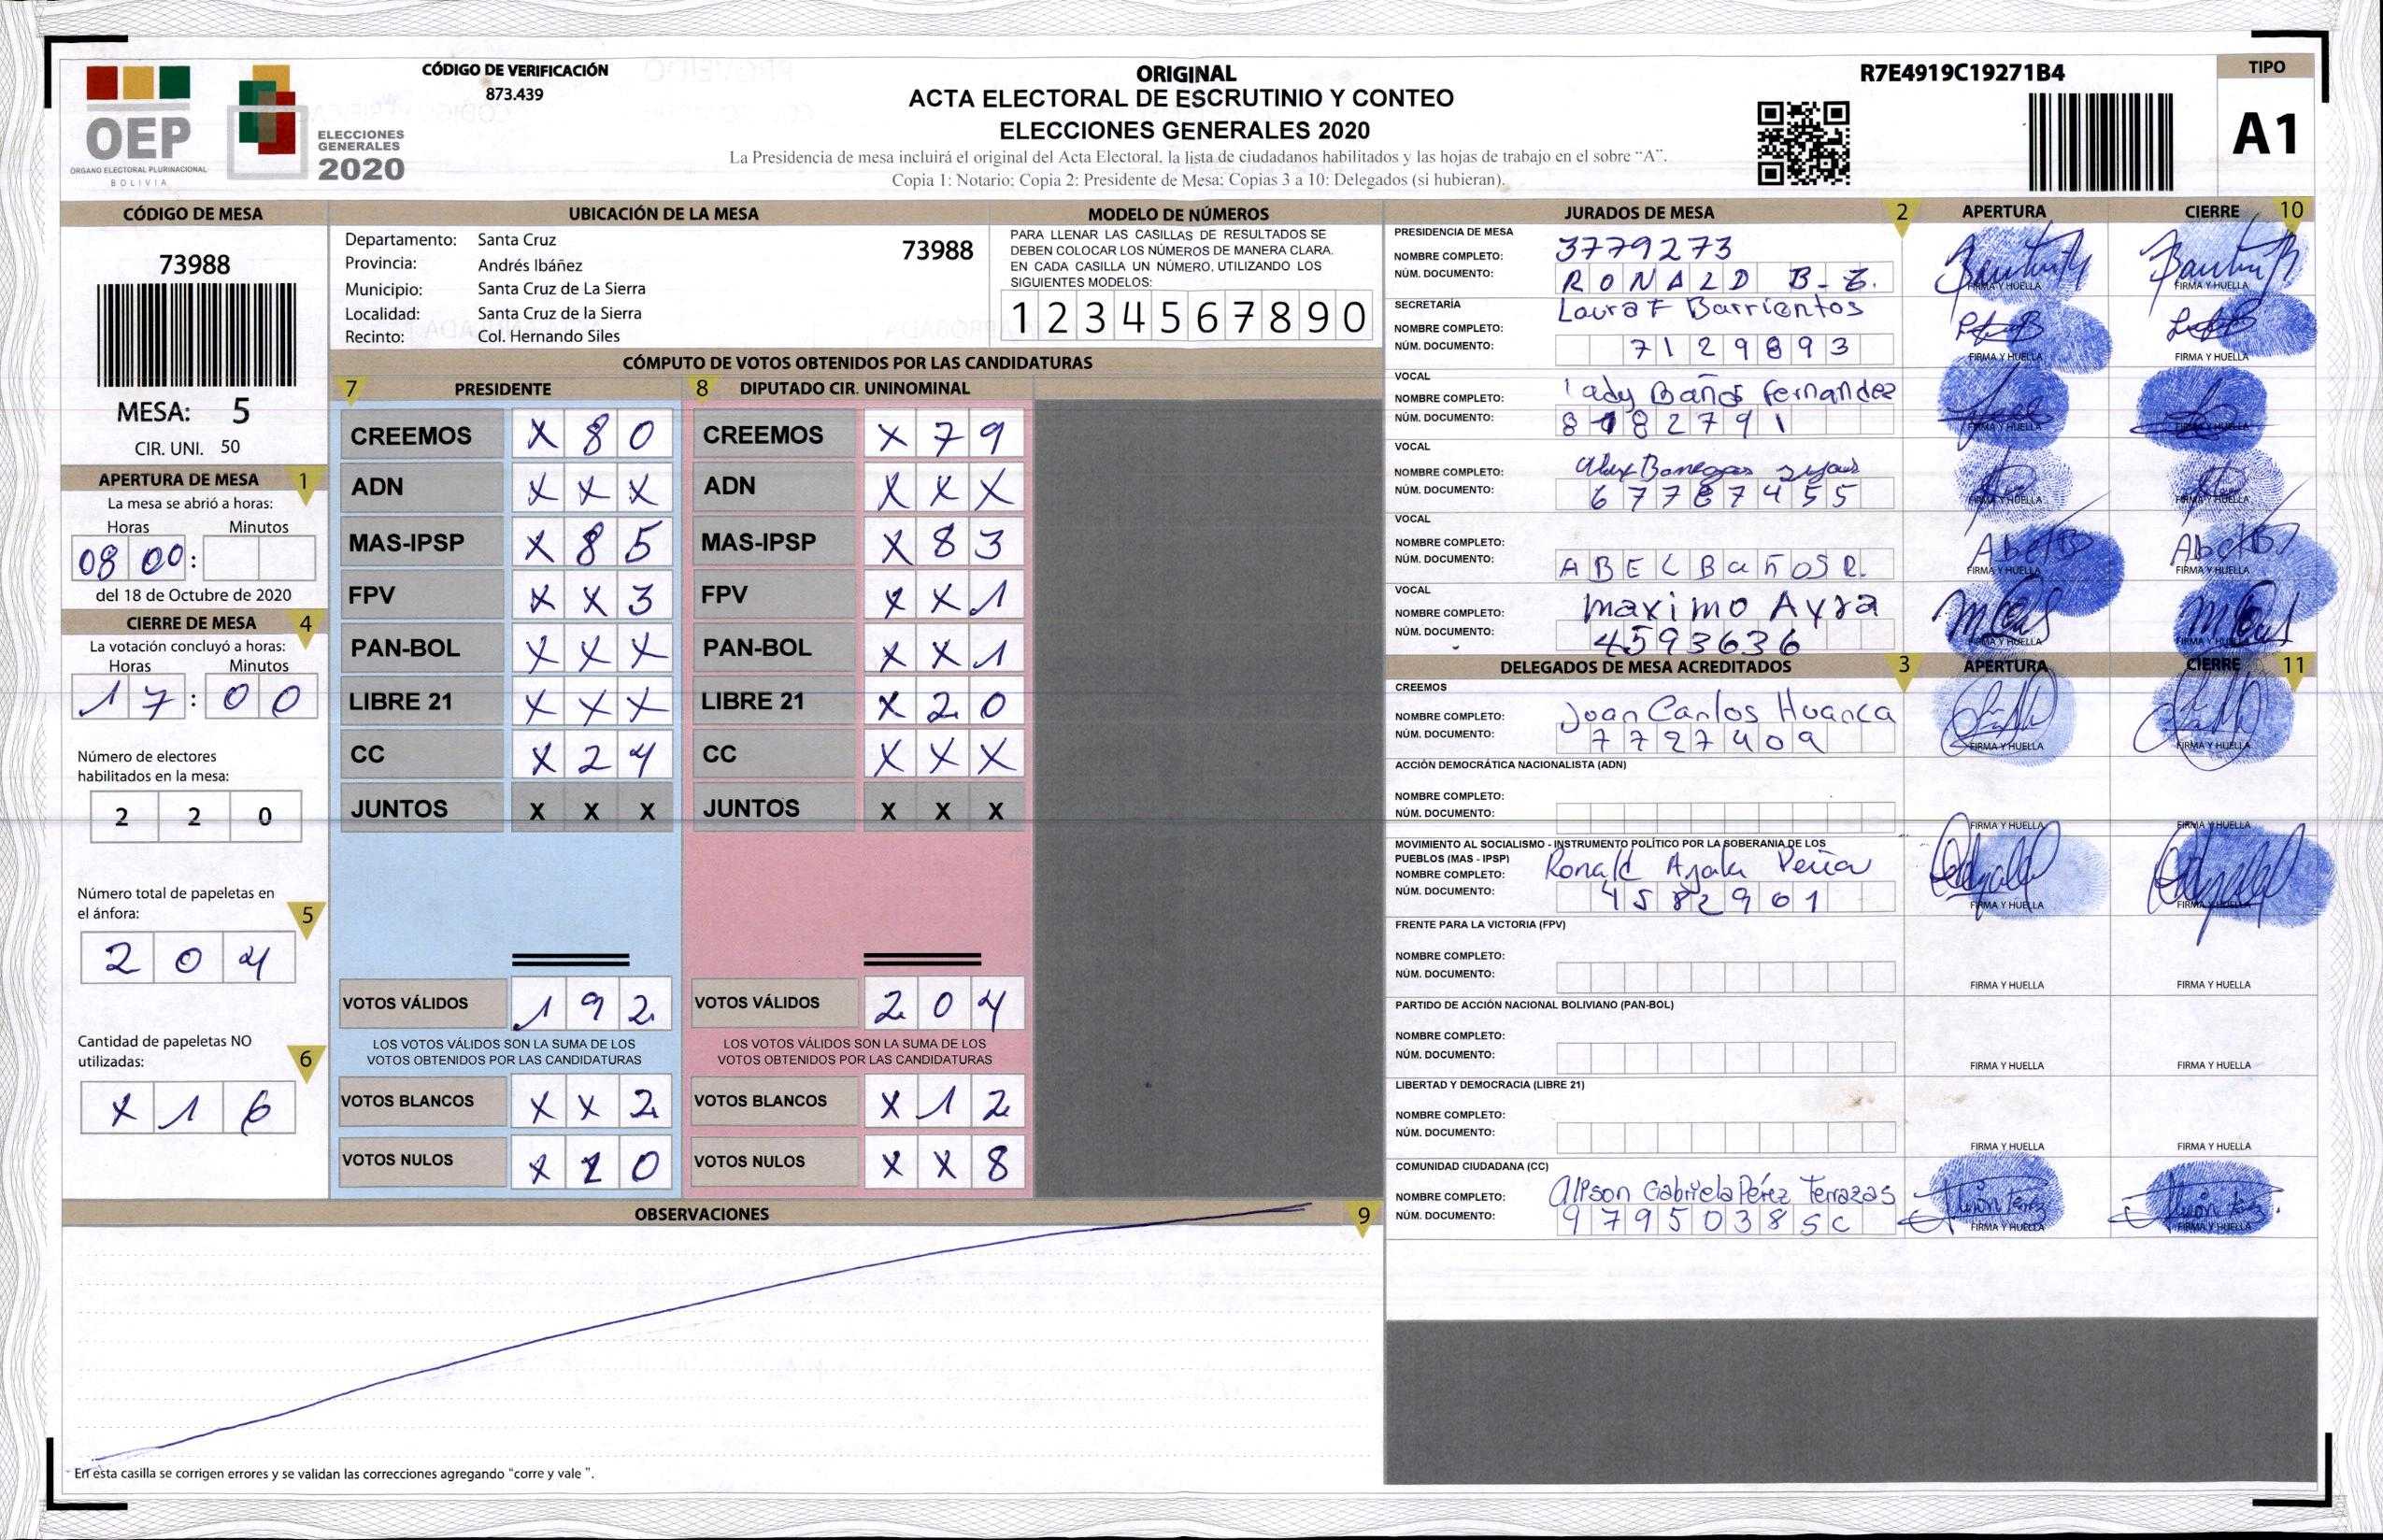 OEP
ORGANO ELECTORAL PLURINACIONAL
BOLIVIA
ELECCIONES
GENERALES
2020
CÓDIGO DE VERIFICACIÓN
873.439
ORIGINAL
ACTA ELECTORAL DE ESCRUTINIO Y CONTEO
ELECCIONES GENERALES 2020
La Presidencia de mesa incluirá el original del Acta Electoral, la lista de ciudadanos habilitados y las hojas de trabajo en el sobre "A".
Copia 1: Notario; Copia 2: Presidente de Mesa; Copias 3 a 10: Delegados (si hubieran).
R7E4919C19271B4
TIPO
A1
CÓDIGO DE MESA
73988
MESA: 5
CIR. UNI. 50
APERTURA DE MESA 1
La mesa se abrió a horas:
Horas Minutos
08 00 :
del 18 de Octubre de 2020
CIERRE DE MESA 4
La votación concluyó a horas:
Horas Minutos
1 7 : 0 0
Número de electores
habilitados en la mesa:
2 2 0
Número total de papeletas en
el ánfora: 5
2 0 4
Cantidad de papeletas NO
utilizadas: 6
X 1 6
UBICACIÓN DE LA MESA
Departamento: Santa Cruz 73988
Provincia: Andrés Ibáñez
Municipio: Santa Cruz de La Sierra
Localidad: Santa Cruz de la Sierra
Recinto: Col. Hernando Siles
MODELO DE NÚMEROS
PARA LLENAR LAS CASILLAS DE RESULTADOS SE
DEBEN COLOCAR LOS NÚMEROS DE MANERA CLARA.
EN CADA CASILLA UN NÚMERO, UTILIZANDO LOS
SIGUIENTES MODELOS:
1 2 3 4 5 6 7 8 9 0
CÓMPUTO DE VOTOS OBTENIDOS POR LAS CANDIDATURAS
7 PRESIDENTE
CREEMOS X 8 0
ADN X X X
MAS-IPSP X 8 5
FPV X X 3
PAN-BOL X X X
LIBRE 21 X X X
CC X 2 4
JUNTOS X X X
VOTOS VÁLIDOS 1 9 2
LOS VOTOS VÁLIDOS SON LA SUMA DE LOS
VOTOS OBTENIDOS POR LAS CANDIDATURAS
VOTOS BLANCOS X X 2
VOTOS NULOS X 1 0
8 DIPUTADO CIR. UNINOMINAL
CREEMOS X 7 9
ADN X X X
MAS-IPSP X 8 3
FPV X X 1
PAN-BOL X X 1
LIBRE 21 X 2 0
CC X X X
JUNTOS X X X
VOTOS VÁLIDOS 2 0 4
LOS VOTOS VÁLIDOS SON LA SUMA DE LOS
VOTOS OBTENIDOS POR LAS CANDIDATURAS
VOTOS BLANCOS X 1 2
VOTOS NULOS X X 8
OBSERVACIONES 9
En esta casilla se corrigen errores y se validan las correcciones agregando "corre y vale ".
JURADOS DE MESA 2 APERTURA CIERRE 10
PRESIDENCIA DE MESA
NOMBRE COMPLETO: 3779273
NÚM. DOCUMENTO: RONALD B-Z.
FIRMA Y HUELLA FIRMA Y HUELLA
SECRETARÍA
NOMBRE COMPLETO: Laura F Barrientos
NÚM. DOCUMENTO: 7129893
FIRMA Y HUELLA FIRMA Y HUELLA
VOCAL
NOMBRE COMPLETO: Lady Baños Fernandez
NÚM. DOCUMENTO: 8182791
FIRMA Y HUELLA FIRMA Y HUELLA
VOCAL
NOMBRE COMPLETO: Alex Banegas
NÚM. DOCUMENTO: 67787455
FIRMA Y HUELLA FIRMA Y HUELLA
VOCAL
NOMBRE COMPLETO:
NÚM. DOCUMENTO: ABEL BañOS R.
FIRMA Y HUELLA FIRMA Y HUELLA
VOCAL
NOMBRE COMPLETO: maximo Ayra
NÚM. DOCUMENTO: 4593636
FIRMA Y HUELLA FIRMA Y HUELLA
DELEGADOS DE MESA ACREDITADOS 3 APERTURA CIERRE 11
CREEMOS
NOMBRE COMPLETO: Joan Carlos Huanca
NÚM. DOCUMENTO: 7727409
FIRMA Y HUELLA FIRMA Y HUELLA
ACCIÓN DEMOCRÁTICA NACIONALISTA (ADN)
NOMBRE COMPLETO:
NÚM. DOCUMENTO:
FIRMA Y HUELLA FIRMA Y HUELLA
MOVIMIENTO AL SOCIALISMO - INSTRUMENTO POLÍTICO POR LA SOBERANIA DE LOS
PUEBLOS (MAS - IPSP)
NOMBRE COMPLETO: Ronald Ayala Peña
NÚM. DOCUMENTO: 4582901
FIRMA Y HUELLA FIRMA Y HUELLA
FRENTE PARA LA VICTORIA (FPV)
NOMBRE COMPLETO:
NÚM. DOCUMENTO:
FIRMA Y HUELLA FIRMA Y HUELLA
PARTIDO DE ACCIÓN NACIONAL BOLIVIANO (PAN-BOL)
NOMBRE COMPLETO:
NÚM. DOCUMENTO:
FIRMA Y HUELLA FIRMA Y HUELLA
LIBERTAD Y DEMOCRACIA (LIBRE 21)
NOMBRE COMPLETO:
NÚM. DOCUMENTO:
FIRMA Y HUELLA FIRMA Y HUELLA
COMUNIDAD CIUDADANA (CC)
NOMBRE COMPLETO: Alison Gabriela Pérez Terrazas
NÚM. DOCUMENTO: 9795038SC
FIRMA Y HUELLA FIRMA Y HUELLA